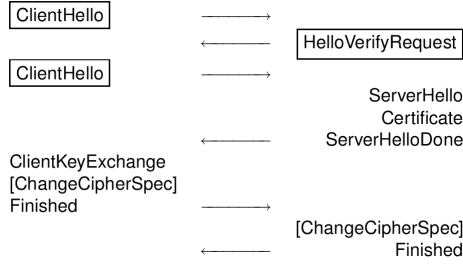 ClientHello
HelloVerifyRequest
ClientHello
ServerHello
Certificate
ServerHelloDone
ClientKeyExchange
[ChangeCipherSpec]
Finished
[ChangeCipherSpec]
Finished